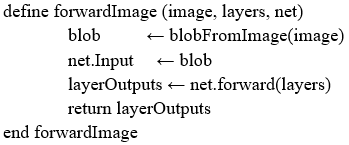 define forwardImage (image, layers, net)
blob ← blobFromImage(image)
net.Input ← blob
layerOutputs ← net.forward(layers)
return layerOutputs
end forwardImage